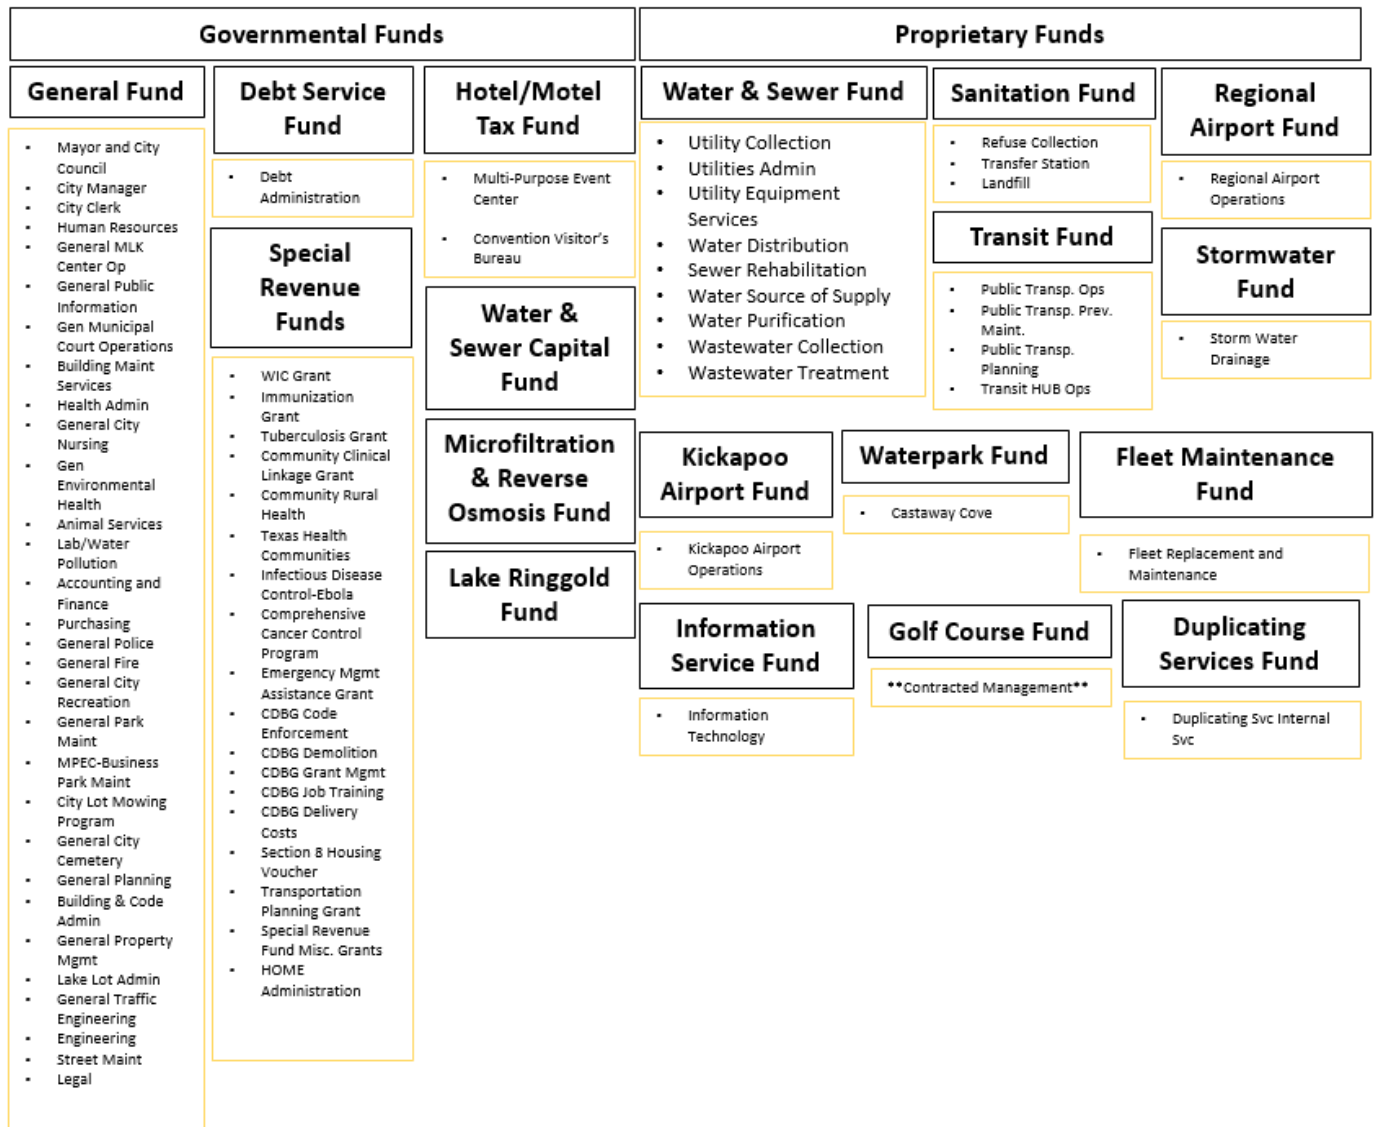 Governmental Funds
Proprietary Funds
General Fund
▪ Mayor and City
Council
▪ City Manager
▪ City Clerk
▪ Human Resources
▪ General MLK
Center Op
▪ General Public
Information
▪ Gen Municipal
Court Operations
▪ Building Maint
Services
▪ Health Admin
▪ General City
Nursing
▪ Gen
Environmental
Health
▪ Animal Services
▪ Lab/Water
Pollution
▪ Accounting and
Finance
▪ Purchasing
▪ General Police
▪ General Fire
▪ General City
Recreation
▪ General Park
Maint
▪ MPEC-Business
Park Maint
▪ City Lot Mowing
Program
▪ General City
Cemetery
▪ General Planning
▪ Building & Code
Admin
▪ General Property
Mgmt
▪ Lake Lot Admin
▪ General Traffic
Engineering
▪ Engineering
▪ Street Maint
▪ Legal
Debt Service
Fund
▪ Debt
Administration
Special
Revenue
Funds
▪ WIC Grant
▪ Immunization
Grant
▪ Tuberculosis Grant
▪ Community Clinical
Linkage Grant
▪ Community Rural
Health
▪ Texas Health
Communities
▪ Infectious Disease
Control-Ebola
▪ Comprehensive
Cancer Control
Program
▪ Emergency Mgmt
Assistance Grant
▪ CDBG Code
Enforcement
▪ CDBG Demolition
▪ CDBG Grant Mgmt
▪ CDBG Job Training
▪ CDBG Delivery
Costs
▪ Section 8 Housing
Voucher
▪ Transportation
Planning Grant
▪ Special Revenue
Fund Misc. Grants
▪ HOME
Administration
Hotel/Motel
Tax Fund
▪ Multi-Purpose Event
Center
▪ Convention Visitor's
Bureau
Water &
Sewer Capital
Fund
Microfiltration
& Reverse
Osmosis Fund
Lake Ringgold
Fund
Water & Sewer Fund
• Utility Collection
• Utilities Admin
• Utility Equipment
Services
• Water Distribution
• Sewer Rehabilitation
• Water Source of Supply
• Water Purification
• Wastewater Collection
• Wastewater Treatment
Sanitation Fund
▪ Refuse Collection
▪ Transfer Station
▪ Landfill
Transit Fund
▪ Public Transp. Ops
▪ Public Transp. Prev.
Maint.
▪ Public Transp.
Planning
▪ Transit HUB Ops
Regional
Airport Fund
▪ Regional Airport
Operations
Stormwater
Fund
▪ Storm Water
Drainage
Kickapoo
Airport Fund
▪ Kickapoo Airport
Operations
Waterpark Fund
▪ Castaway Cove
Fleet Maintenance
Fund
▪ Fleet Replacement and
Maintenance
Information
Service Fund
▪ Information
Technology
Golf Course Fund
**Contracted Management**
Duplicating
Services Fund
▪ Duplicating Svc Internal
Svc